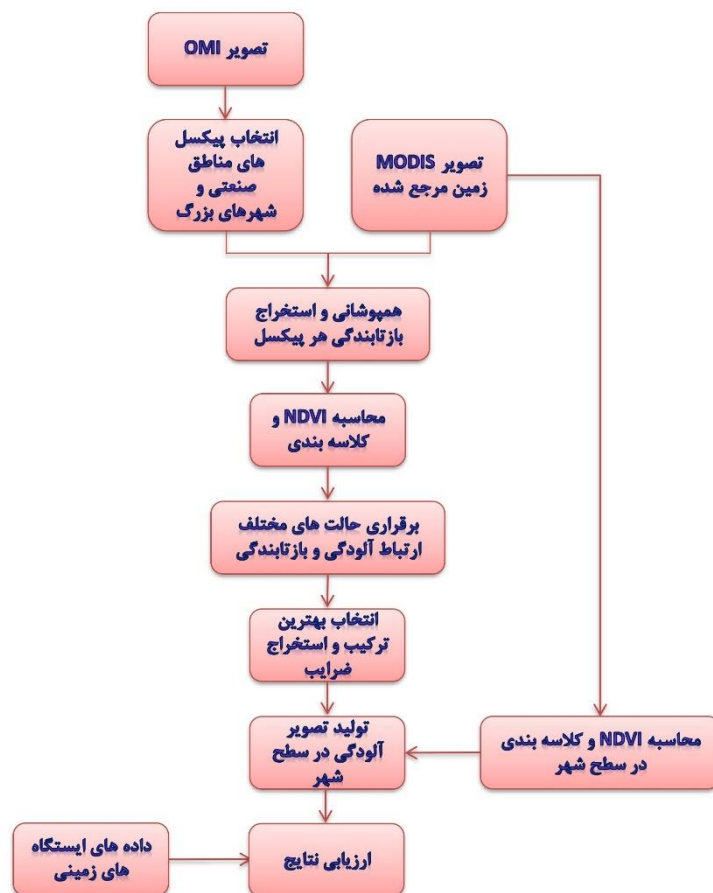 تصویر OMI
انتخاب پیکسل
های مناطق
صنعتی و
شهرهای بزرگ
تصویر MODIS
زمین مرجع شده
همپوشانی و استخراج
بازتابندگی هر پیکسل
محاسبه NDVI و
کلاسه بندی
برقراری حالت های مختلف
ارتباط آلودگی و بازتابندگی
انتخاب بهترین
ترکیب و استخراج
ضرایب
تولید تصویر
آلودگی در سطح
شهر
محاسبه NDVI و کلاسه بندی
در سطح شهر
ارزیابی نتایج
داده های ایستگاه
های زمینی